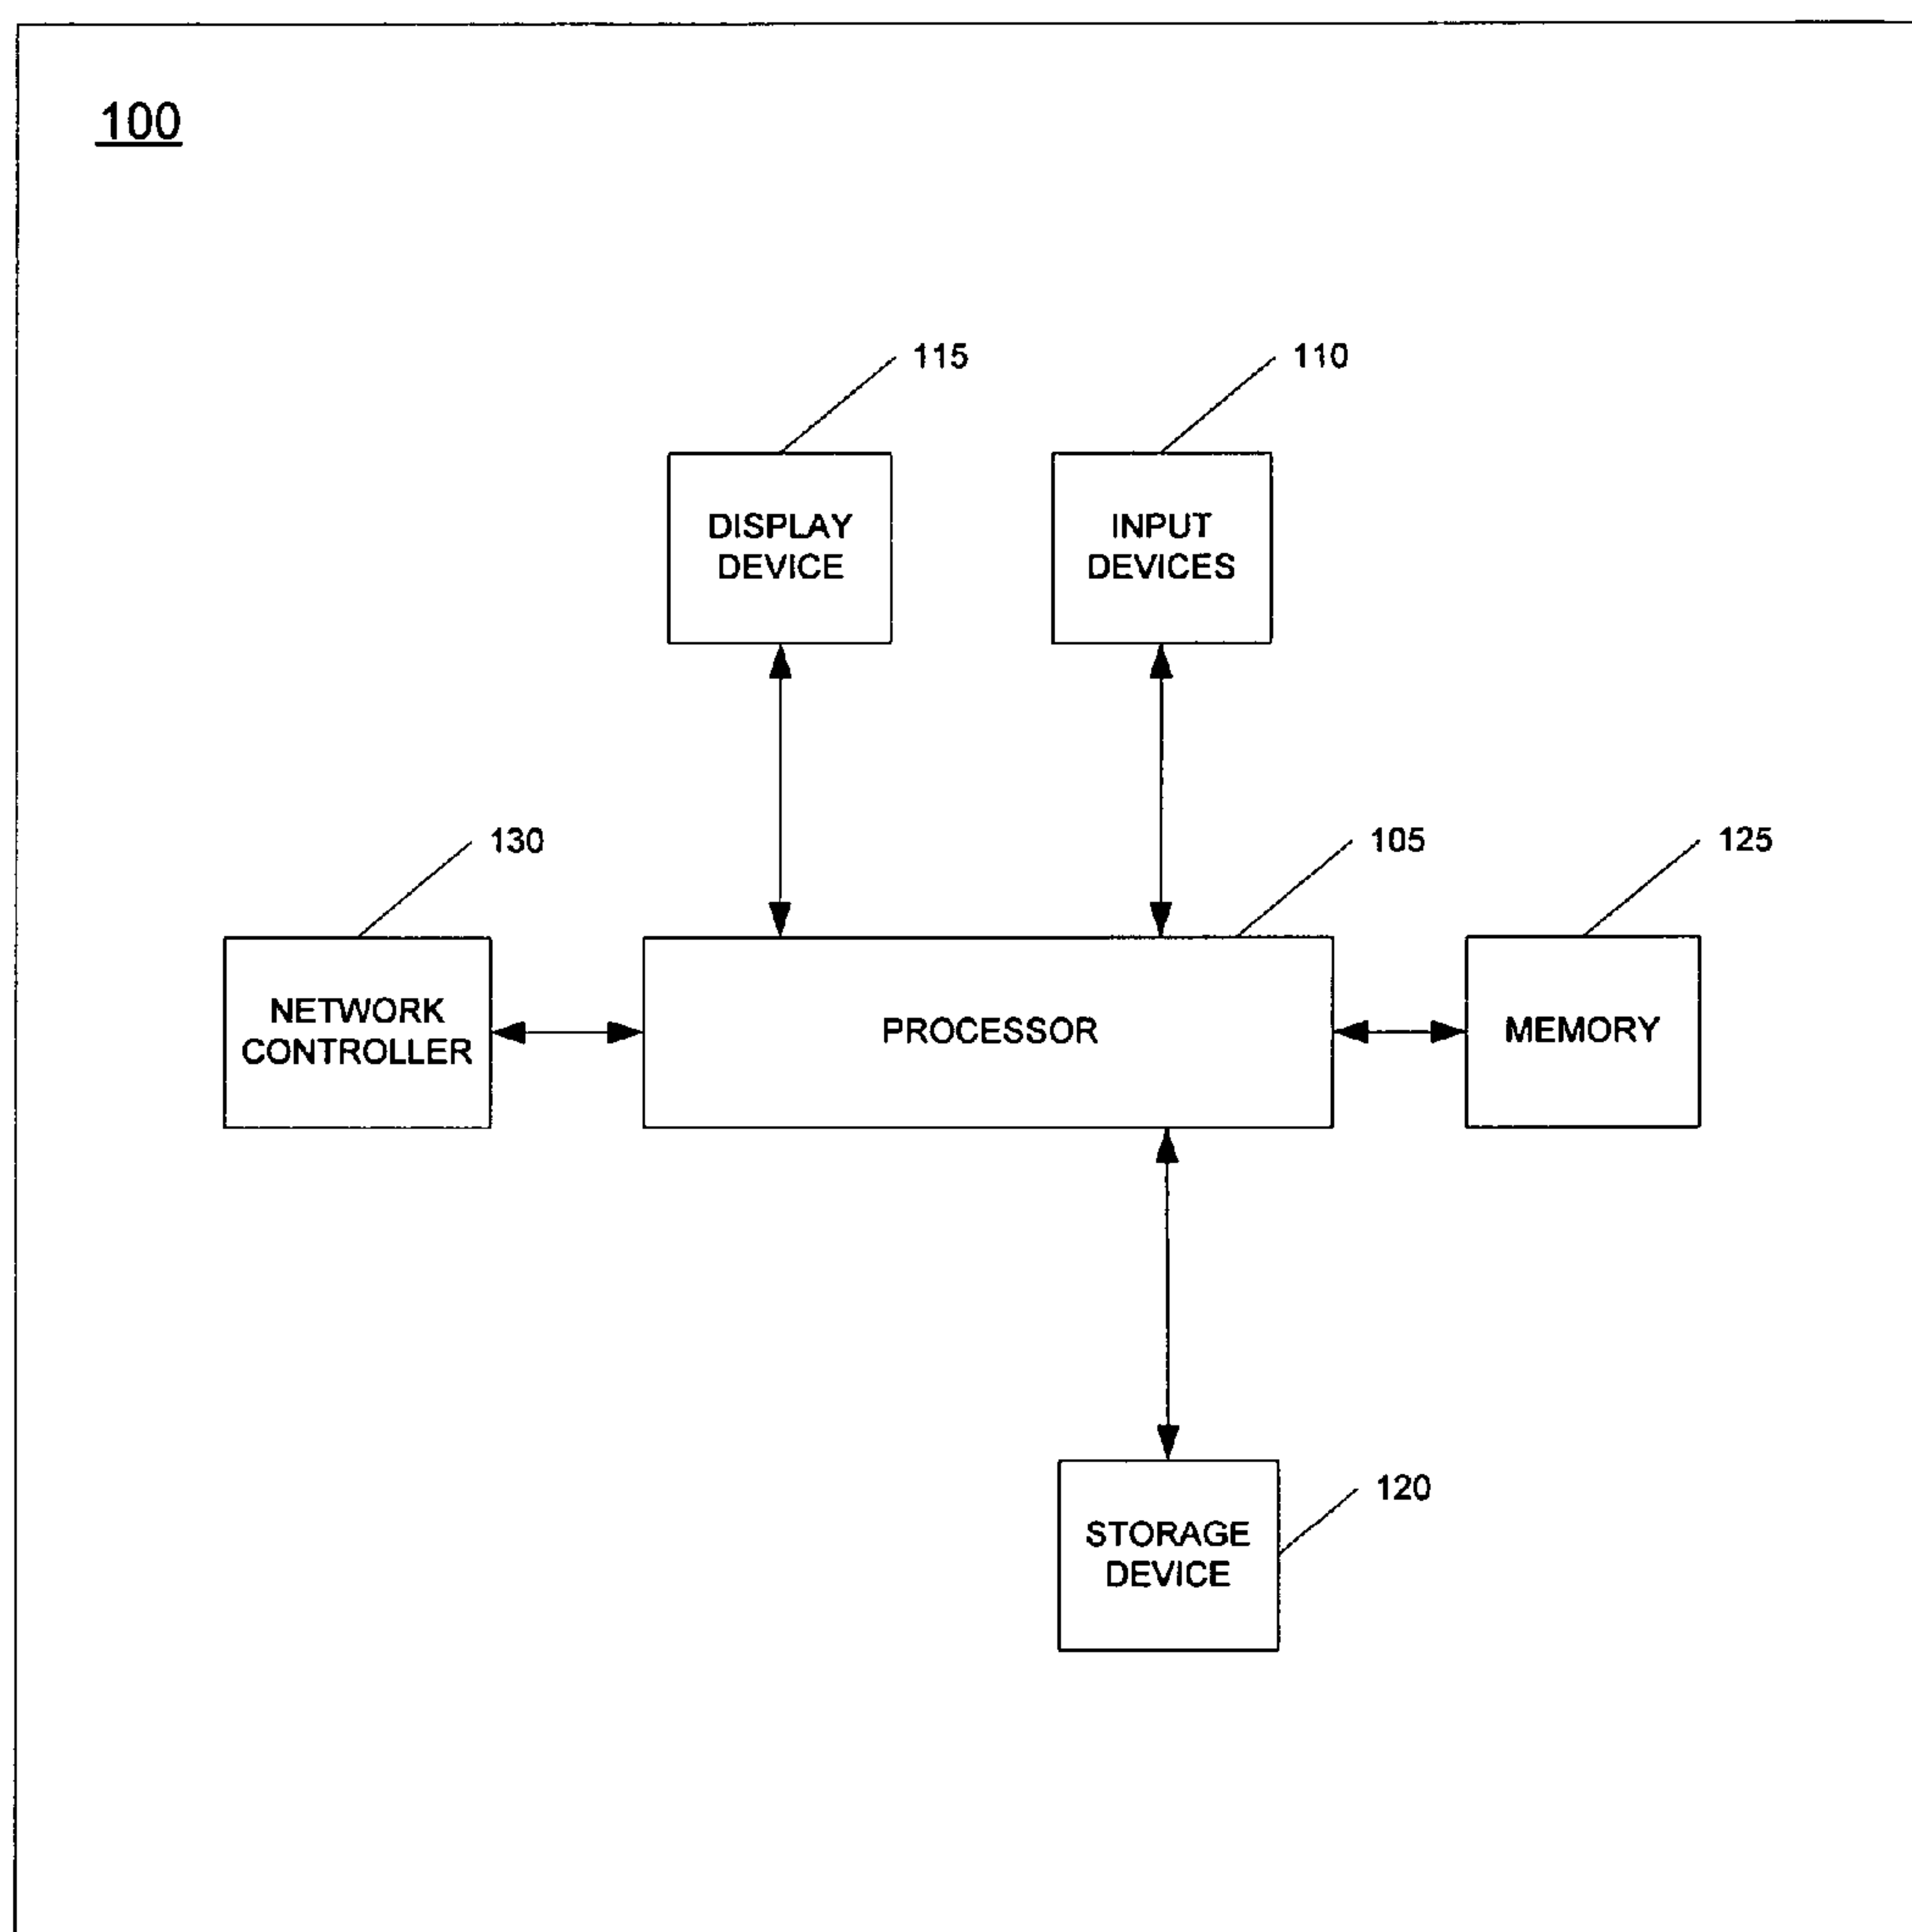 100
115
110
DISPLAY
DEVICE
INPUT
DEVICES
130
105
125
NETWORK
CONTROLLER
PROCESSOR
MEMORY
120
STORAGE
DEVICE